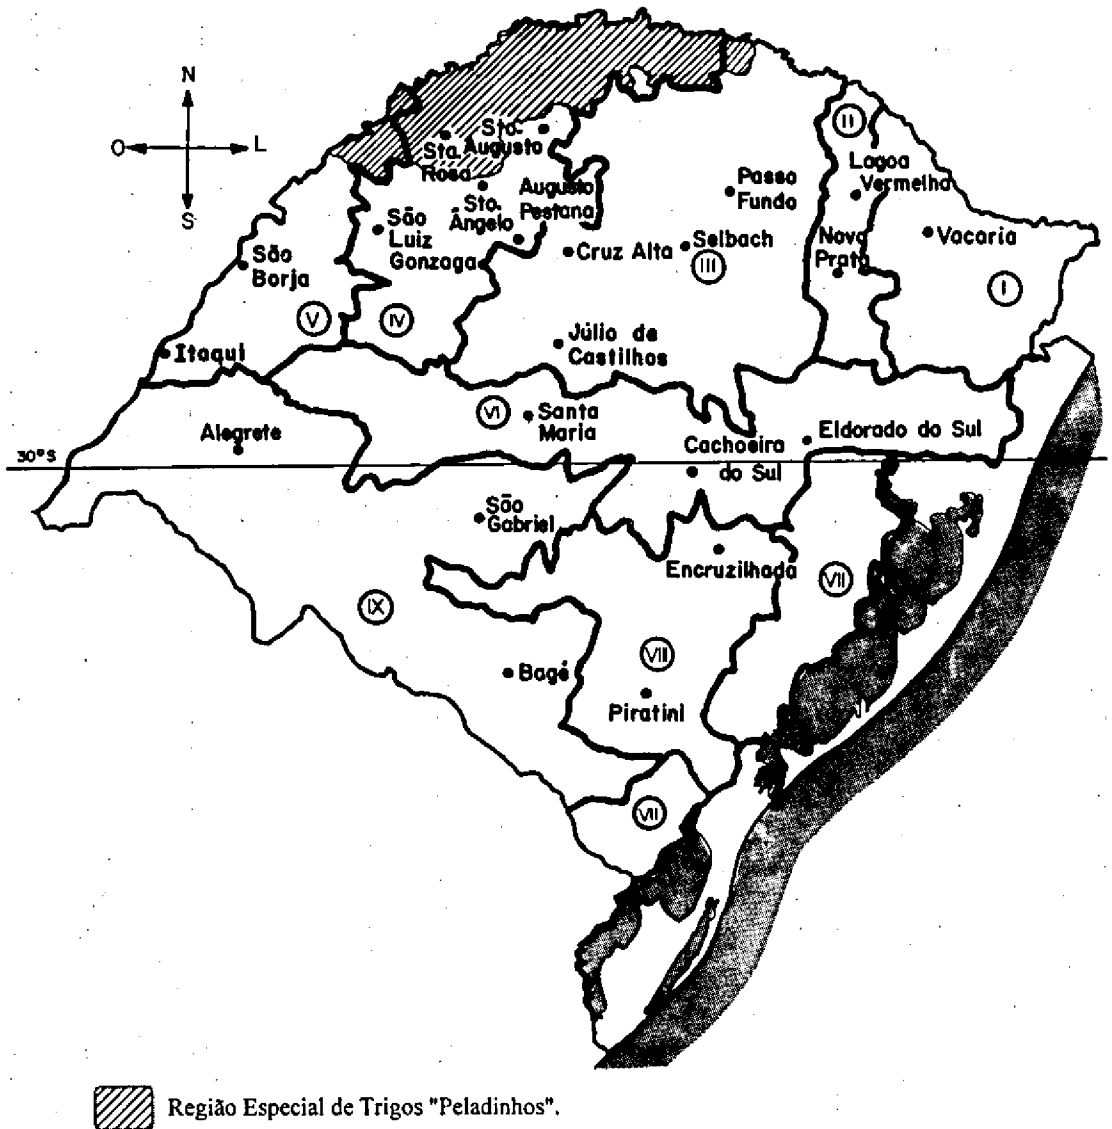 N
O L
S
II
Sto.
Augusto
Sta.
Rosa
Lagoa
Vermelha
Passo
Fundo
Augusto
Pestana
Sto.
Ângelo
São
Luiz
Gonzaga
Cruz Alta
Selbach
III
Nova
Prata
Vacaria
I
São
Borja
V
IV
Itaqui
Júlio de
Castilhos
VI
Santa
Maria
Alegrete
Cachoeira
do Sul
Eldorado do Sul
30°S
São
Gabriel
Encruzilhada
VII
IX
VII
Bagé
Piratini
VII
Região Especial de Trigos "Peladinhos".